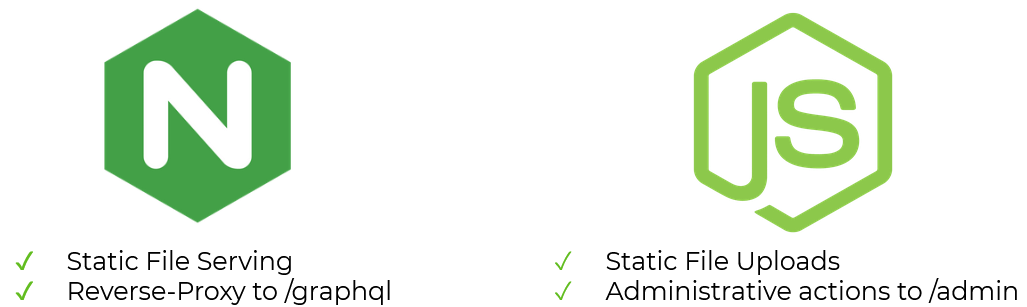 N
JS
Static File Serving
Reverse-Proxy to /graphql
Static File Uploads
Administrative actions to /admin